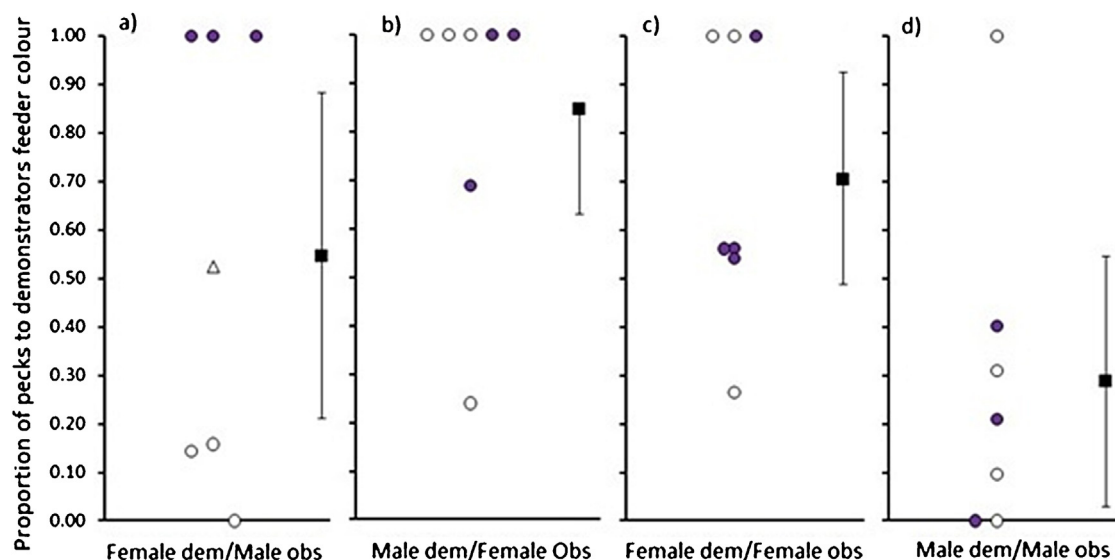 Proportion of pecks to demonstrators feeder colour
1.00
0.90
0.80
0.70
0.60
0.50
0.40
0.30
0.20
0.10
0.00
a)
b)
c)
d)
Female dem/Male obs
Male dem/Female Obs
Female dem/Female obs
Male dem/Male obs